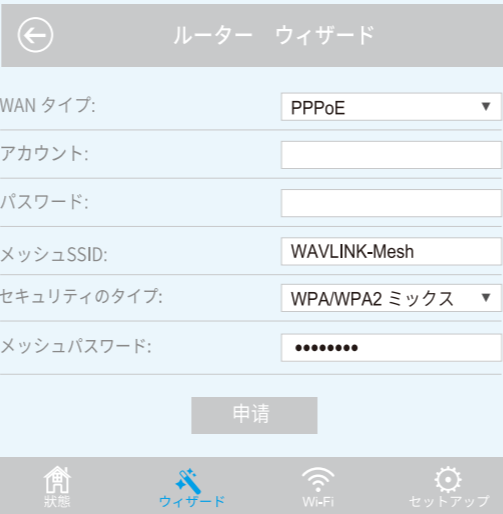 ルーター ウィザード
WAN タイプ: PPPoE
アカウント:
パスワード:
メッシュSSID: WAVLINK-Mesh
セキュリティのタイプ: WPA/WPA2 ミックス
メッシュパスワード: ••••••••
申请
狀態 ウィザード Wi-Fi セットアップ